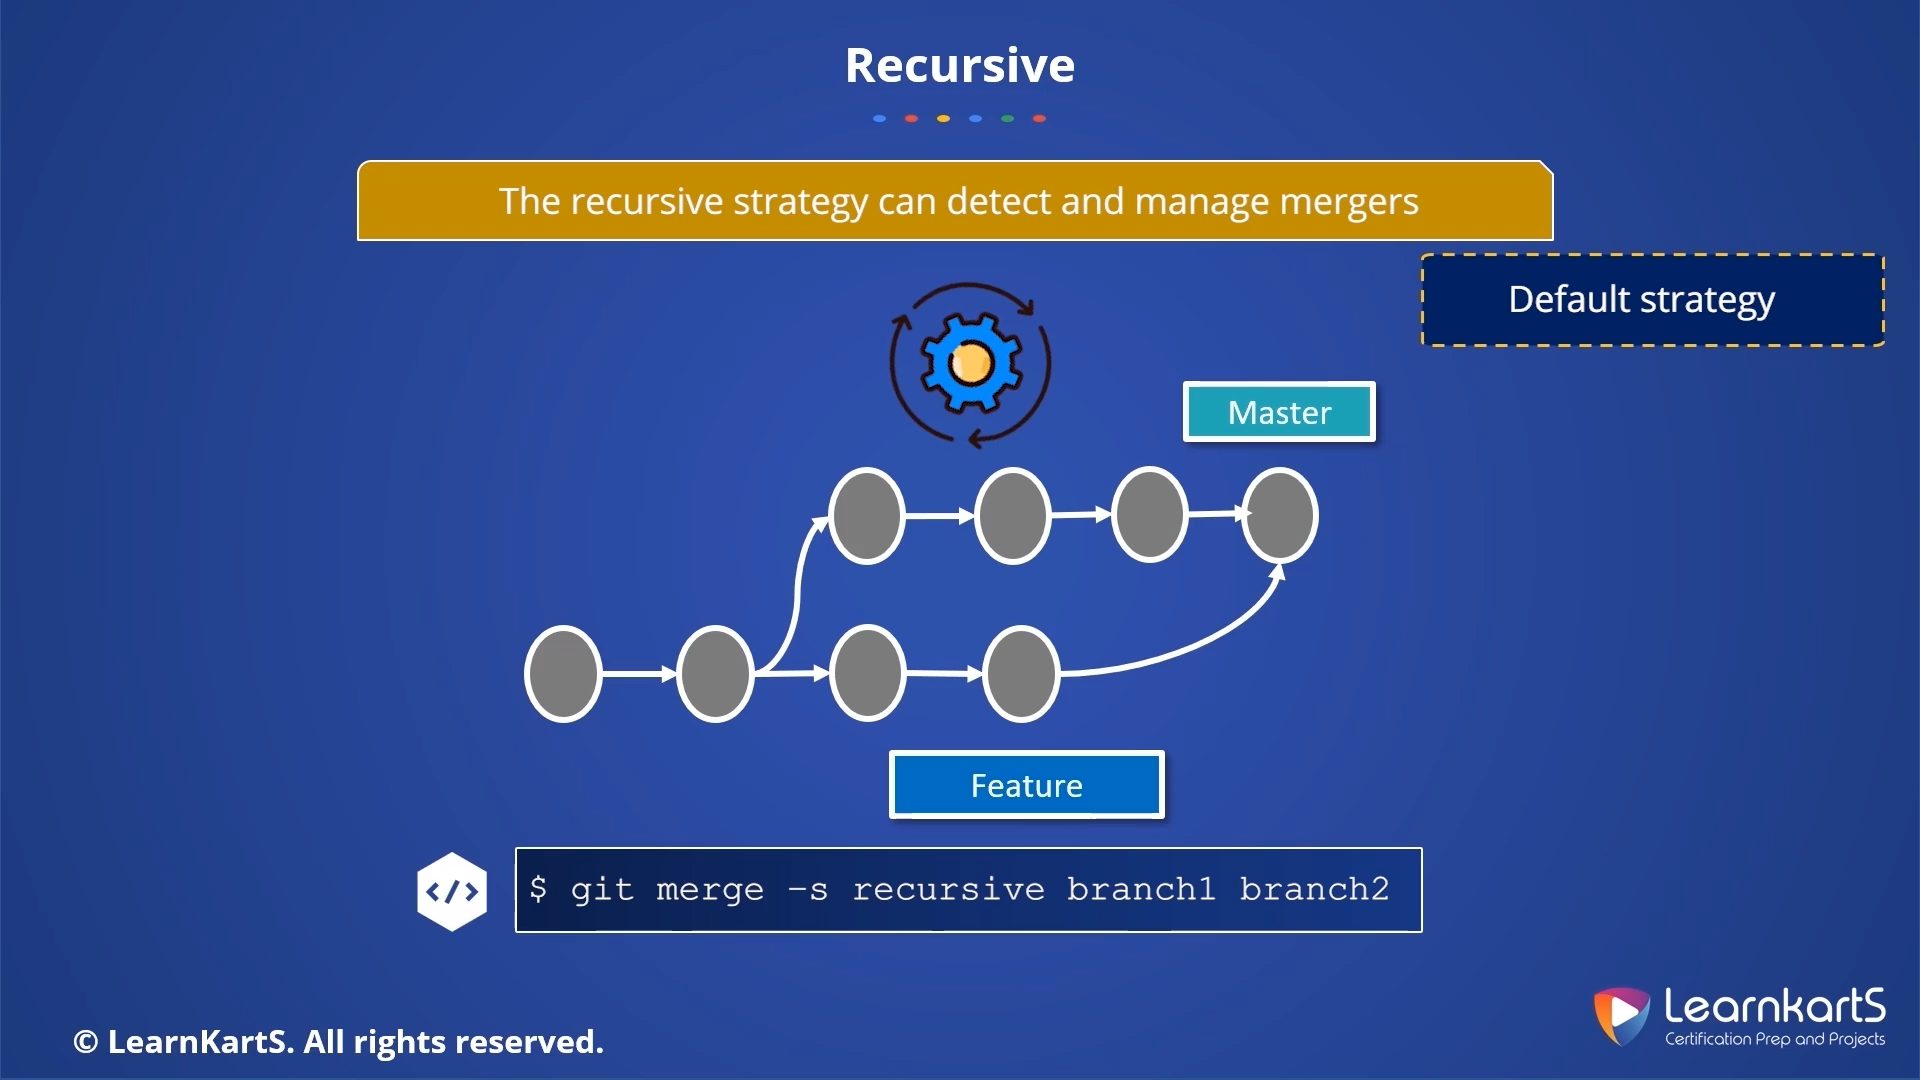 Recursive
The recursive strategy can detect and manage mergers
Default strategy
Master
Feature
</>
$ git merge –s recursive branch1 branch2
© LearnKartS. All rights reserved.
LearnkartS
Certification Prep and Projects